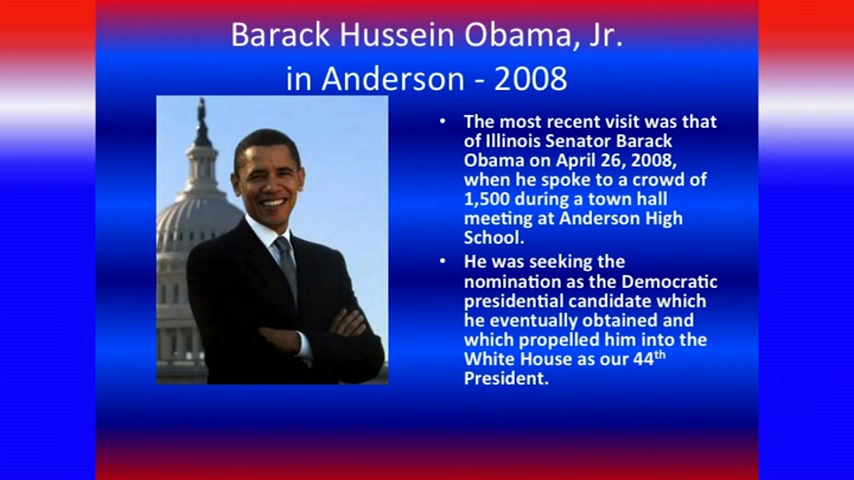 Barack Hussein Obama, Jr.
in Anderson - 2008
• The most recent visit was that
of Illinois Senator Barack
Obama on April 26, 2008,
when he spoke to a crowd of
1,500 during a town hall
meeting at Anderson High
School.
• He was seeking the
nomination as the Democratic
presidential candidate which
he eventually obtained and
which propelled him into the
White House as our 44th
President.